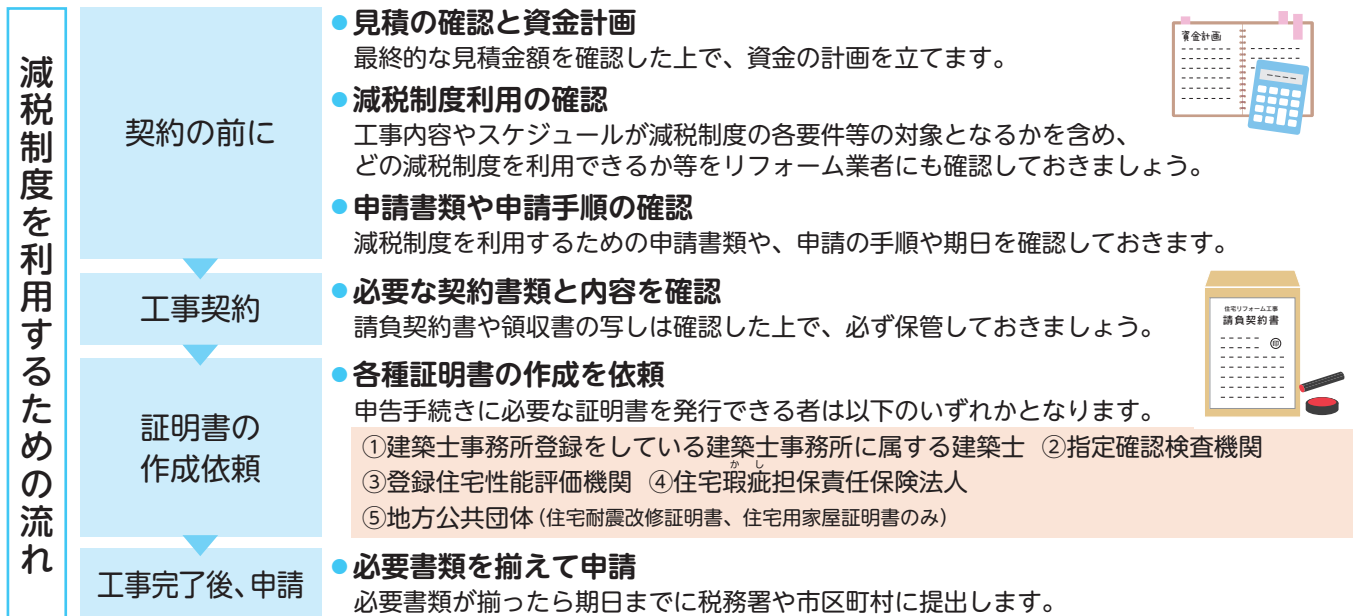 減税制度を利用するための流れ
契約の前に
●見積の確認と資金計画
最終的な見積金額を確認した上で、資金の計画を立てます。
●減税制度利用の確認
工事内容やスケジュールが減税制度の各要件等の対象となるかを含め、
どの減税制度を利用できるか等をリフォーム業者にも確認しておきましょう。
●申請書類や申請手順の確認
減税制度を利用するための申請書類や、申請の手順や期日を確認しておきます。
資金計画
工事契約
●必要な契約書類と内容を確認
請負契約書や領収書の写しは確認した上で、必ず保管しておきましょう。
住宅リフォーム工事
請負契約書
印
証明書の
作成依頼
●各種証明書の作成を依頼
申告手続きに必要な証明書を発行できる者は以下のいずれかとなります。
①建築士事務所登録をしている建築士事務所に属する建築士 ②指定確認検査機関
かし
③登録住宅性能評価機関 ④住宅瑕疵担保責任保険法人
⑤地方公共団体(住宅耐震改修証明書、住宅用家屋証明書のみ)
工事完了後、申請
●必要書類を揃えて申請
必要書類が揃ったら期日までに税務署や市区町村に提出します。